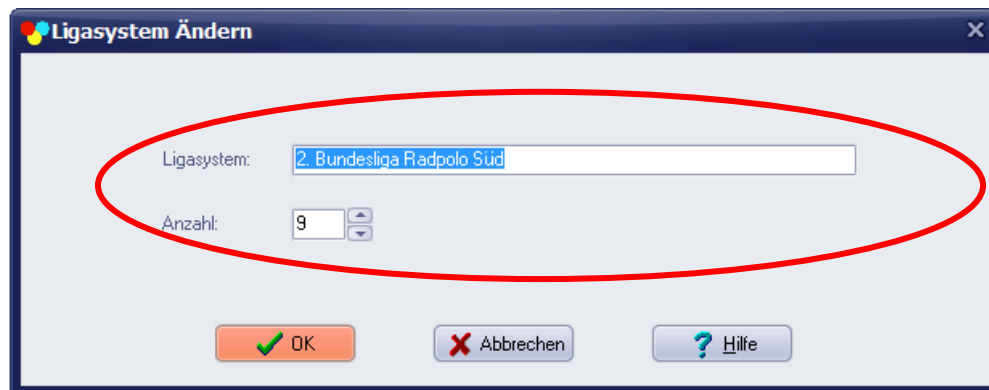 Ligasystem Ändern
Ligasystem: 2. Bundesliga Radpolo Süd
Anzahl: 9
OK Abbrechen Hilfe